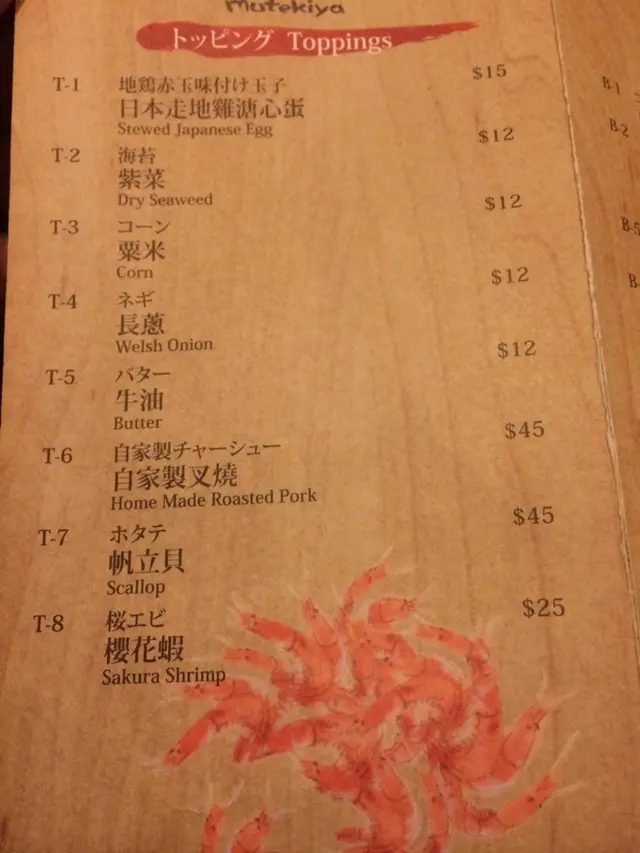 Mutekiya
トッピング Toppings
T-1 地鶏赤玉味付け玉子 $15
日本走地雞溏心蛋
Stewed Japanese Egg
T-2 海苔 $12
紫菜
Dry Seaweed
T-3 コーン $12
粟米
Corn
T-4 ネギ $12
長蔥
Welsh Onion
T-5 バター $12
牛油
Butter
T-6 自家製チャーシュー $45
自家製叉燒
Home Made Roasted Pork
T-7 ホタテ $45
帆立貝
Scallop
T-8 桜エビ $25
櫻花蝦
Sakura Shrimp
B-1
B-2
B-5
B-